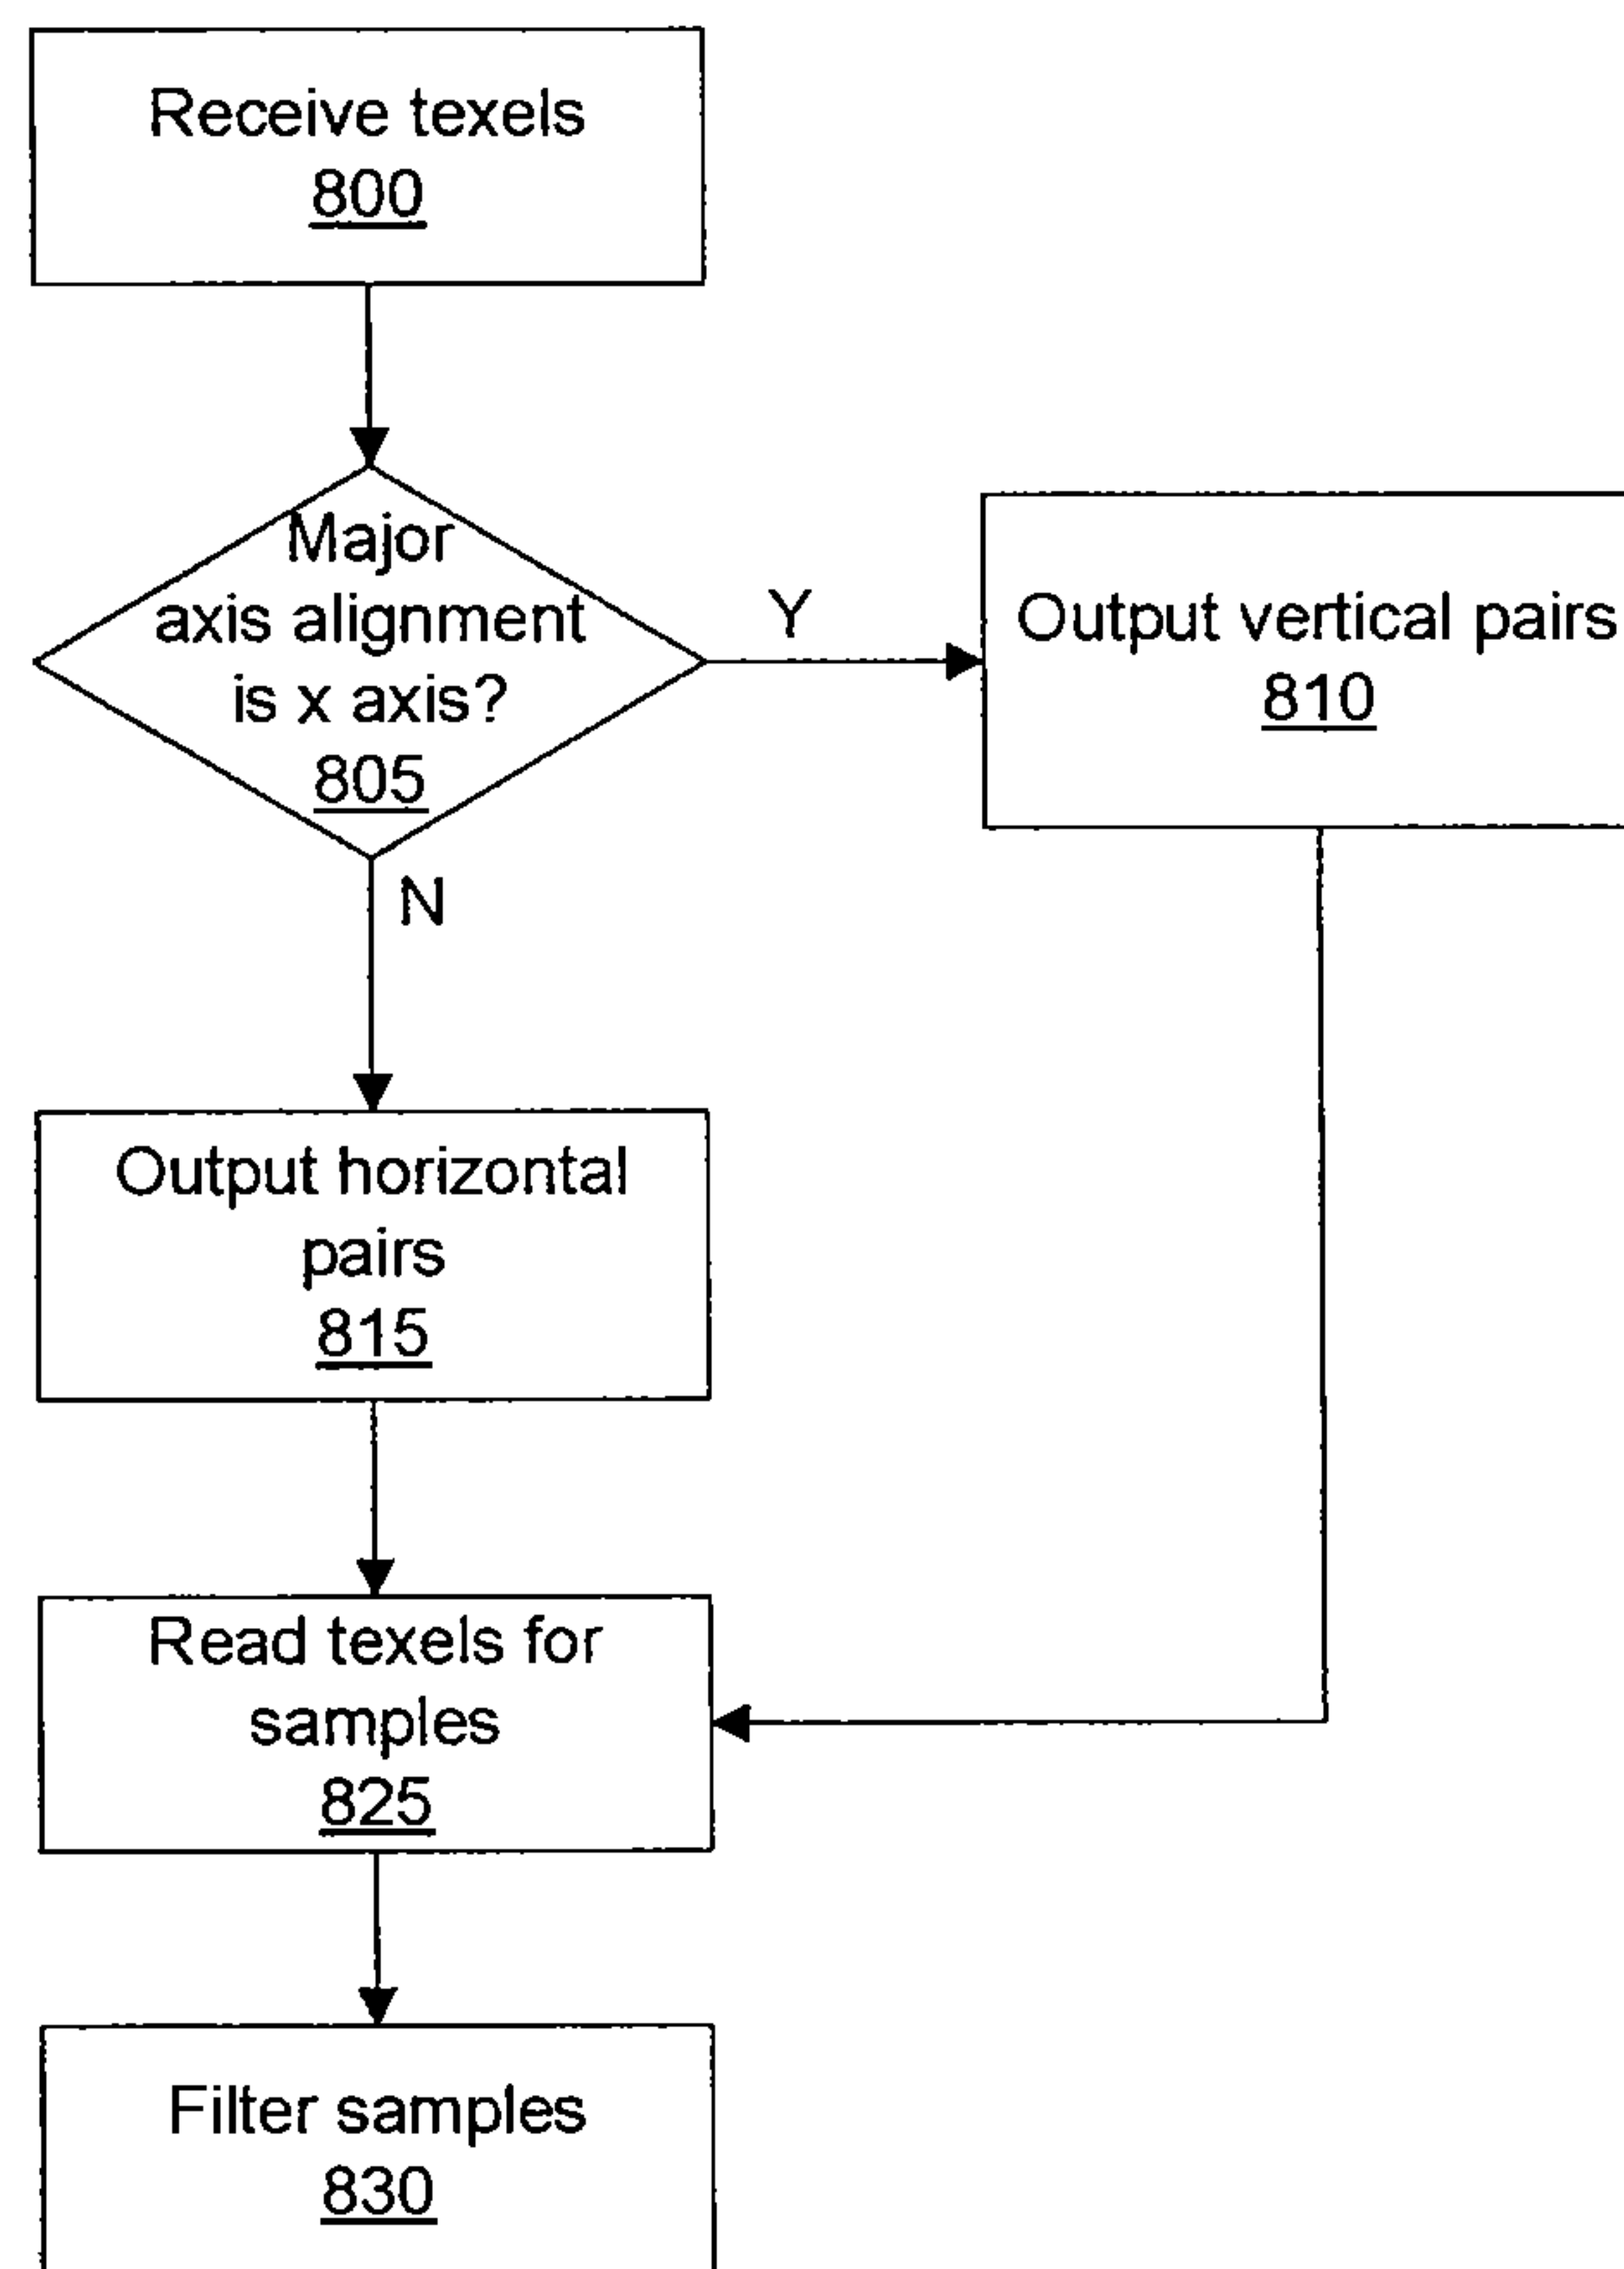 Receive texels
800
Major
axis alignment
is x axis?
805
Y
Output vertical pairs
810
N
Output horizontal
pairs
815
Read texels for
samples
825
Filter samples
830